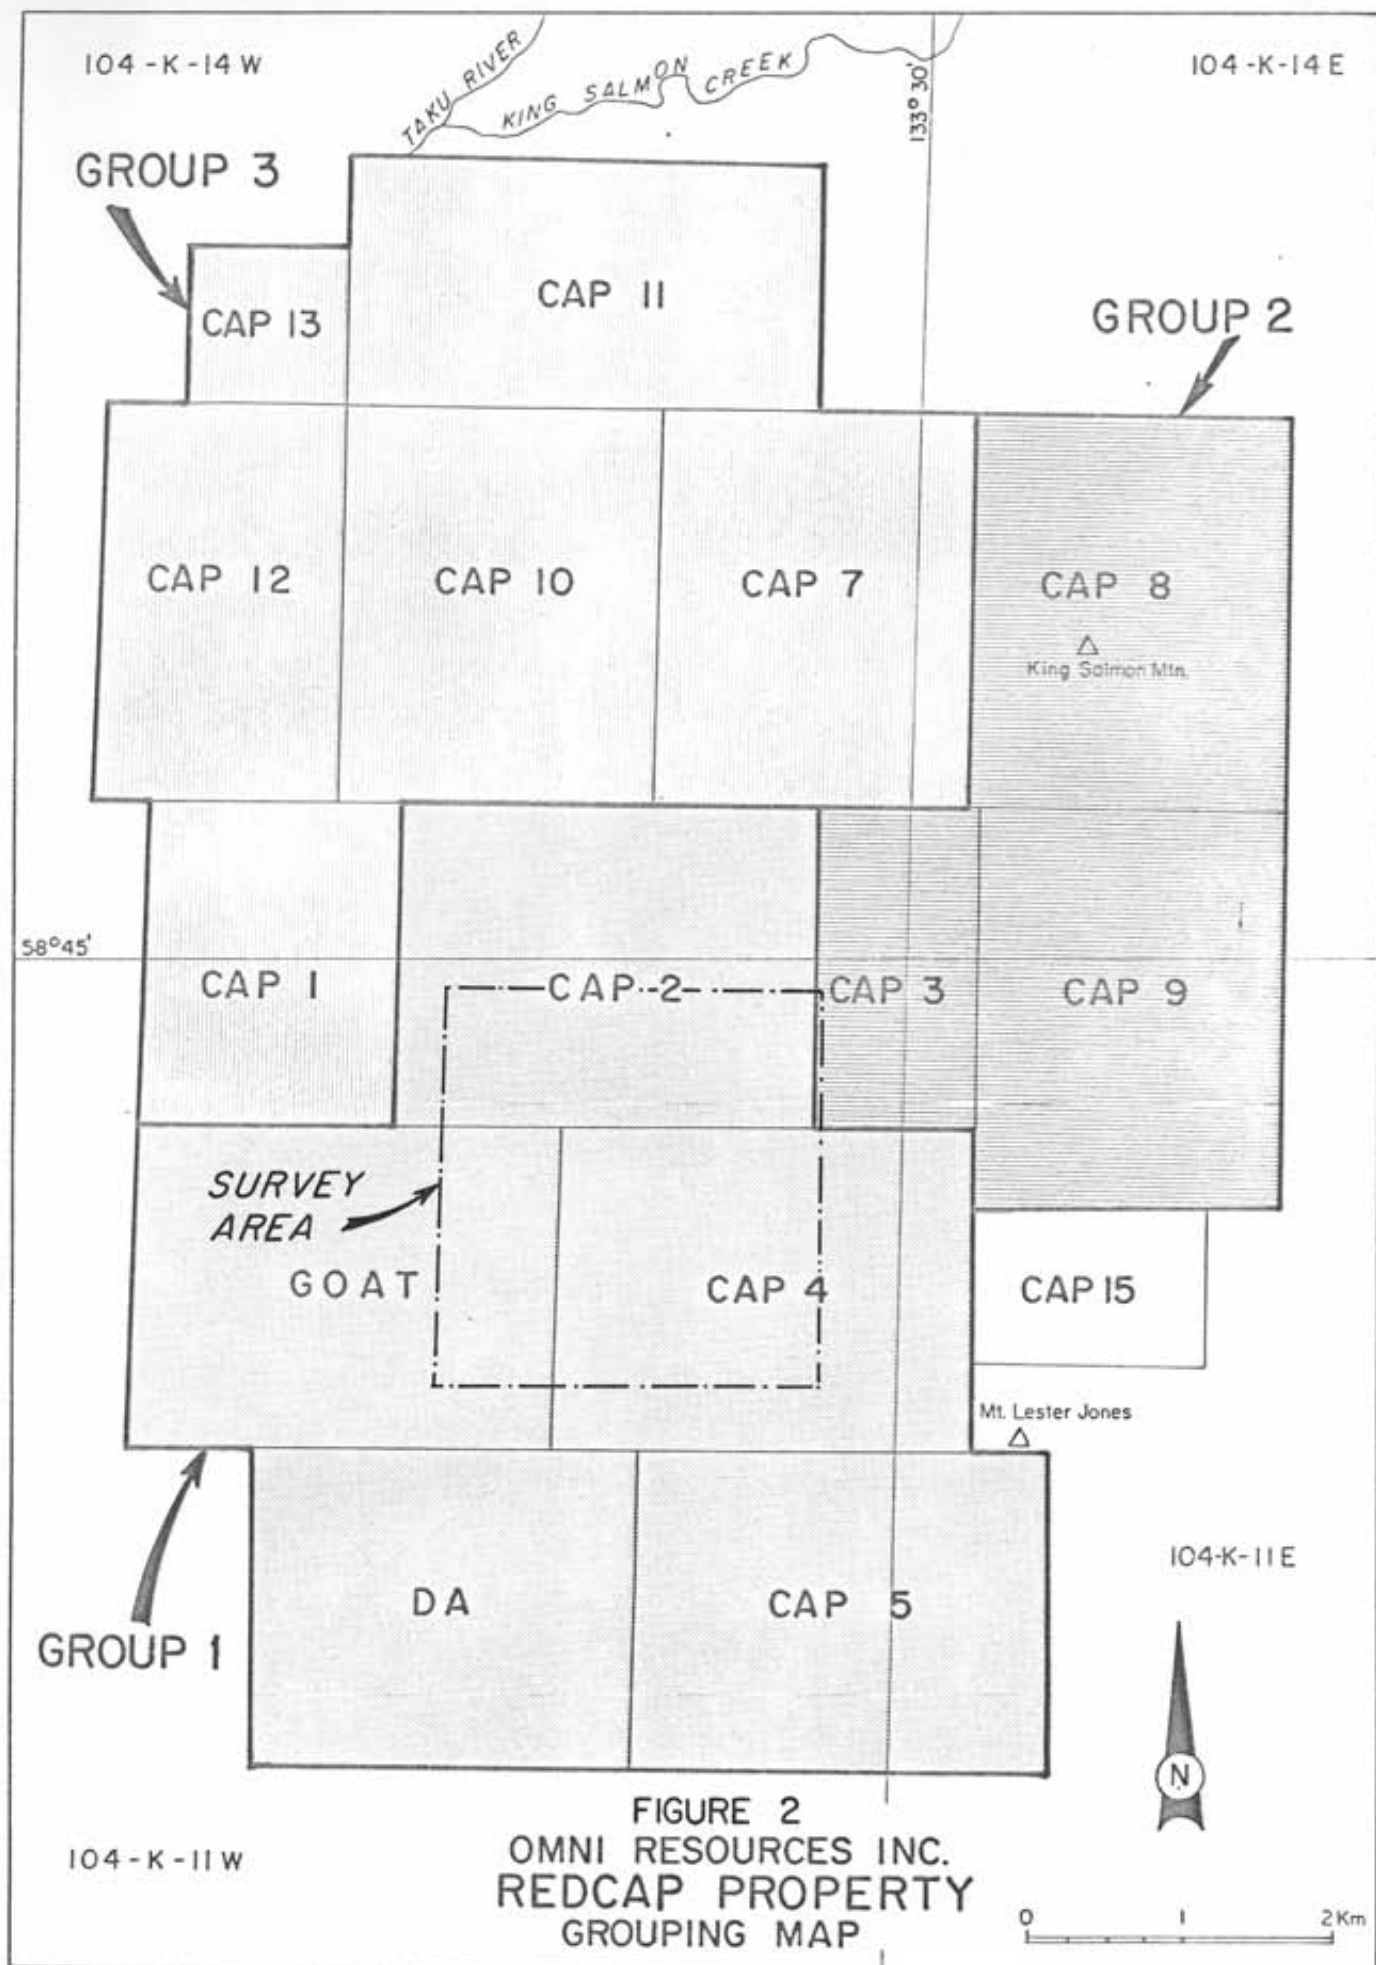 104-K-14W
TAKU RIVER
KING SALMON CREEK
133° 30'
104-K-14E
GROUP 3
CAP 11
CAP 13
GROUP 2
CAP 12
CAP 10
CAP 7
CAP 8
King Salmon Mtn.
58°45'
CAP 1
CAP 2
CAP 3
CAP 9
SURVEY
AREA
GOAT
CAP 4
CAP 15
Mt. Lester Jones
104-K-11E
DA
CAP 5
GROUP 1
N
104-K-11W
FIGURE 2
OMNI RESOURCES INC.
REDCAP PROPERTY
GROUPING MAP
0 1 2 Km